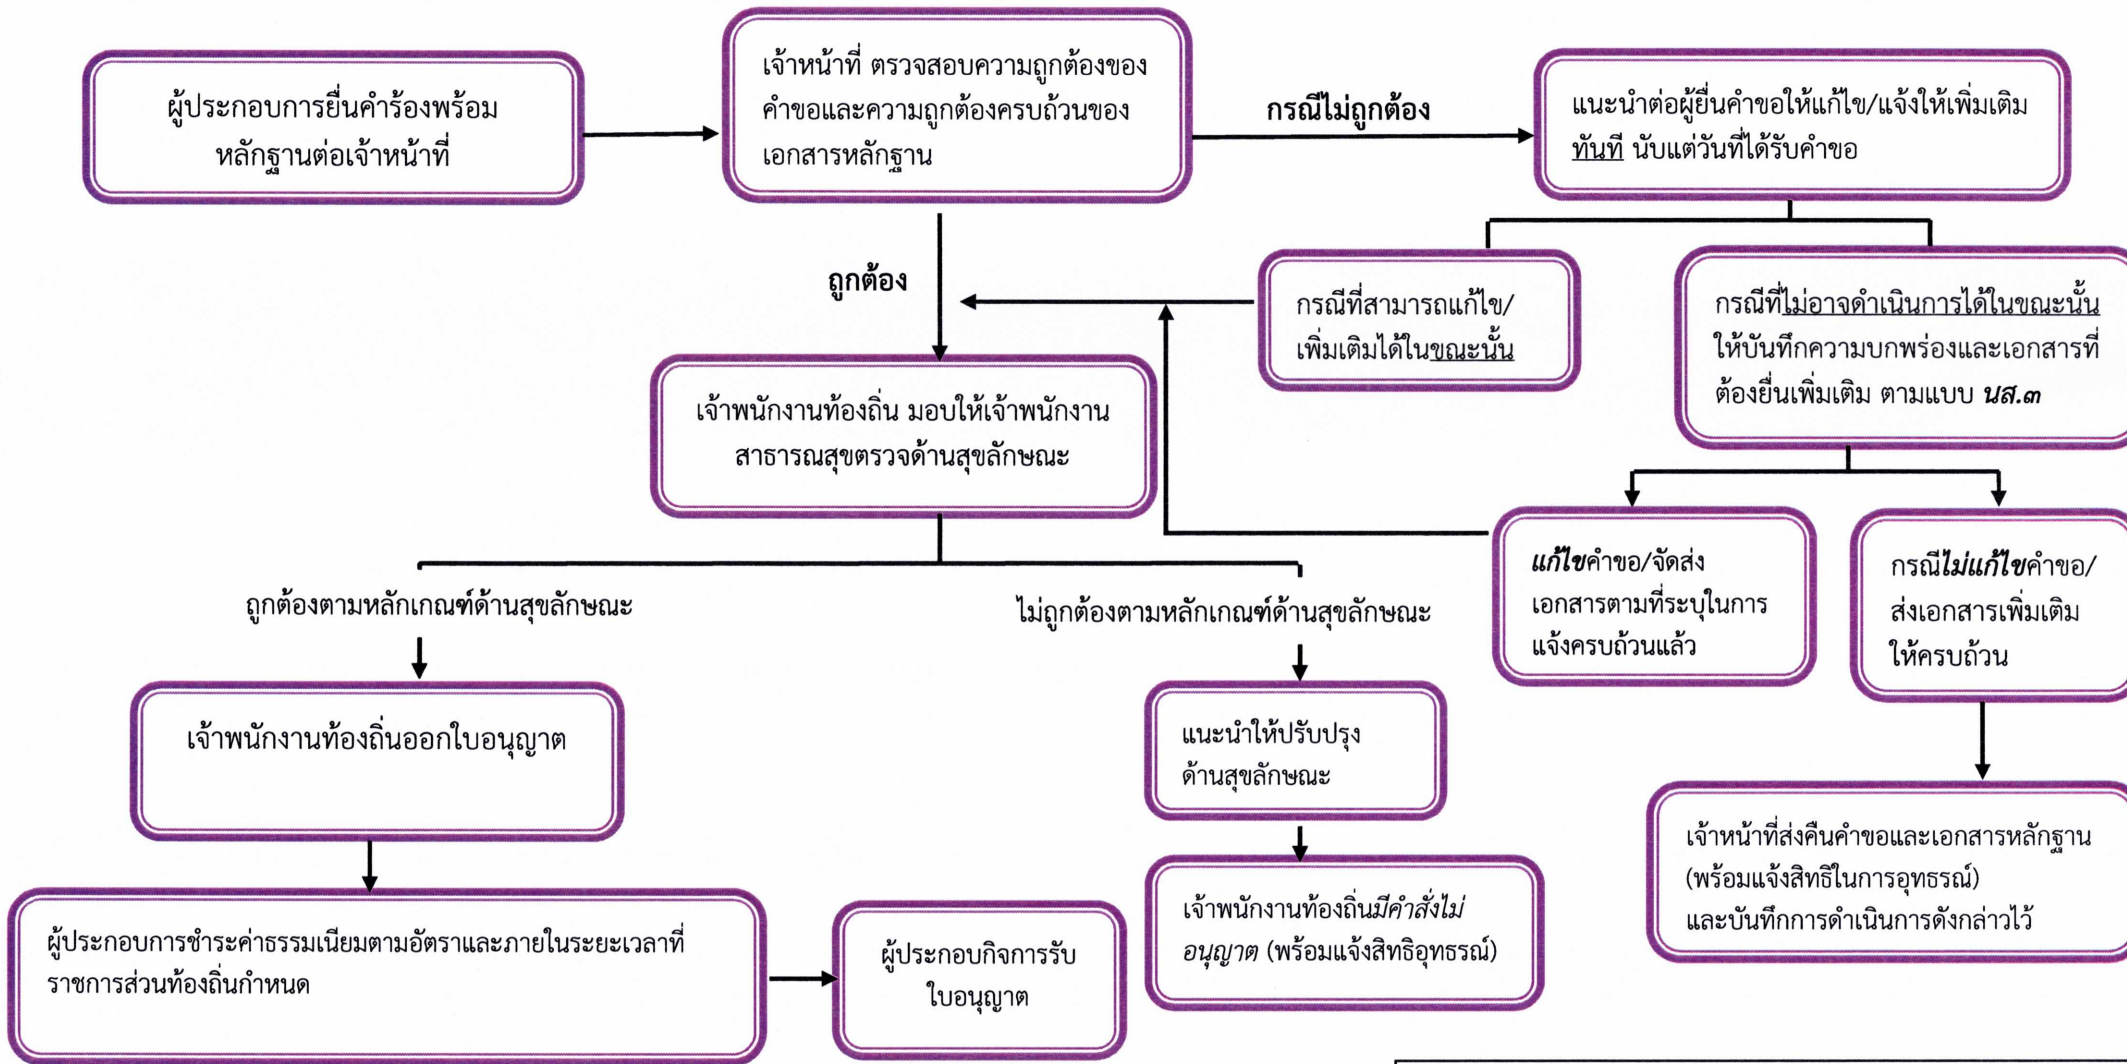 ผู้ประกอบการยื่นคำร้องพร้อม
หลักฐานต่อเจ้าหน้าที่
เจ้าหน้าที่ ตรวจสอบความถูกต้องของ
คำขอและความถูกต้องครบถ้วนของ
เอกสารหลักฐาน
กรณีไม่ถูกต้อง
แนะนำต่อผู้ยื่นคำขอให้แก้ไข/แจ้งให้เพิ่มเติม
ทันที นับแต่วันที่ได้รับคำขอ
ถูกต้อง
กรณีที่สามารถแก้ไข/
เพิ่มเติมได้ในขณะนั้น
กรณีที่ไม่อาจดำเนินการได้ในขณะนั้น
ให้บันทึกความบกพร่องและเอกสารที่
ต้องยื่นเพิ่มเติม ตามแบบ นส.๓
เจ้าพนักงานท้องถิ่น มอบให้เจ้าพนักงาน
สาธารณสุขตรวจด้านสุขลักษณะ
แก้ไขคำขอ/จัดส่ง
เอกสารตามที่ระบุในการ
แจ้งครบถ้วนแล้ว
กรณีไม่แก้ไขคำขอ/
ส่งเอกสารเพิ่มเติม
ให้ครบถ้วน
ถูกต้องตามหลักเกณฑ์ด้านสุขลักษณะ
ไม่ถูกต้องตามหลักเกณฑ์ด้านสุขลักษณะ
เจ้าพนักงานท้องถิ่นออกใบอนุญาต
แนะนำให้ปรับปรุง
ด้านสุขลักษณะ
เจ้าหน้าที่ส่งคืนคำขอและเอกสารหลักฐาน
(พร้อมแจ้งสิทธิในการอุทธรณ์)
และบันทึกการดำเนินการดังกล่าวไว้
เจ้าพนักงานท้องถิ่นมีคำสั่งไม่
อนุญาต (พร้อมแจ้งสิทธิอุทธรณ์)
ผู้ประกอบการชำระค่าธรรมเนียมตามอัตราและภายในระยะเวลาที่
ราชการส่วนท้องถิ่นกำหนด
ผู้ประกอบกิจการรับ
ใบอนุญาต